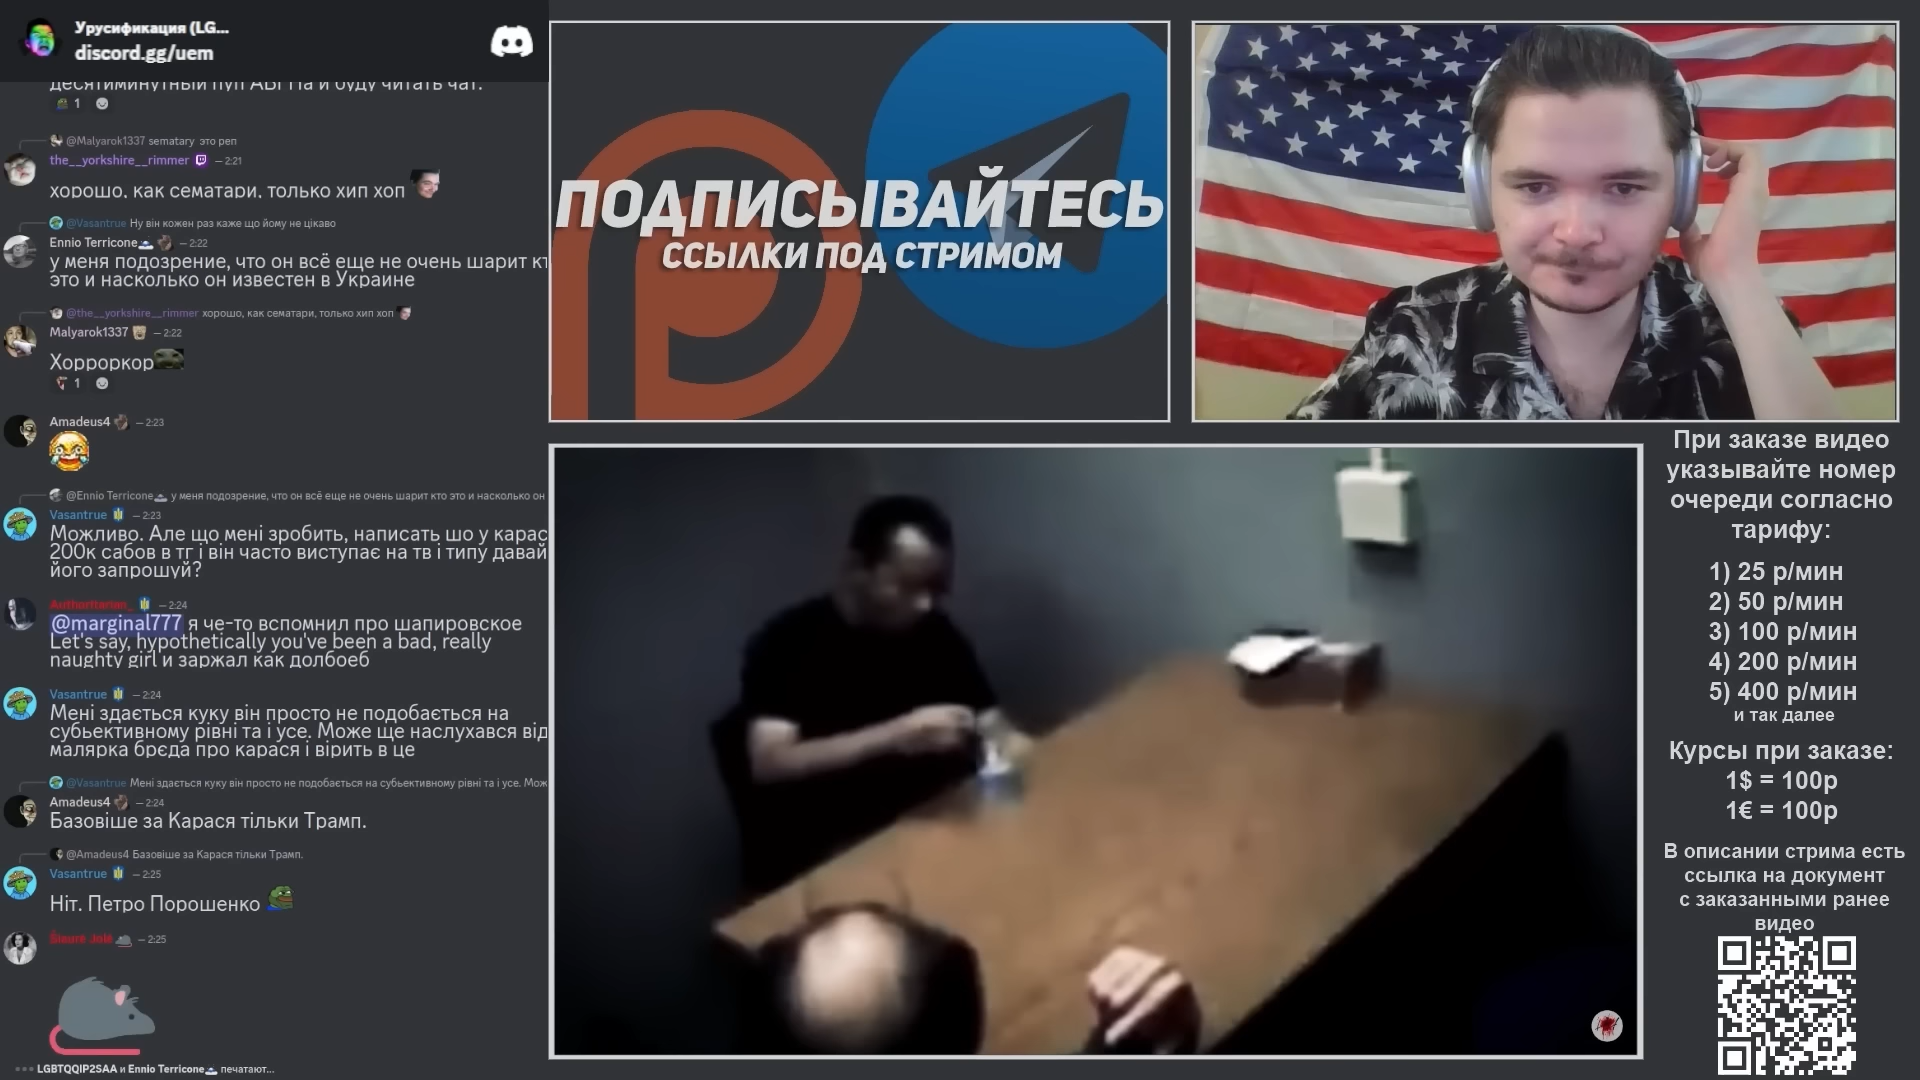 Урусификация (LG...
discord.gg/uem
десятиминутный пул АБГНа и буду читать чат.
1
@Malyarok1337 sematary это реп
the__yorkshire__rimmer — 2:21
хорошо, как сематари, только хип хоп
@Vasantrue Ну він кожен раз каже що йому не цікаво
Ennio Terricone — 2:22
у меня подозрение, что он всё еще не очень шарит кт
это и насколько он известен в Украине
@the__yorkshire__rimmer хорошо, как сематари, только хип хоп
Malyarok1337 — 2:22
Хорроркор
1
Amadeus4 — 2:23
@Ennio Terricone у меня подозрение, что он всё еще не очень шарит кто это и насколько он
Vasantrue — 2:23
Можливо. Але що мені зробить, написать шо у карас
200к сабов в тг і він часто виступає на тв і типу давай
його запрошуй?
Authoritarian_ — 2:24
@marginal777 я че-то вспомнил про шапировское
Let's say, hypothetically you've been a bad, really
naughty girl и заржал как долбоеб
Vasantrue — 2:24
Мені здається куку він просто не подобається на
субьективному рівні та і усе. Може ще наслухався від
малярка брєда про карася і вірить в це
@Vasantrue Мені здається куку він просто не подобається на субьективному рівні та і усе. Мож
Amadeus4 — 2:24
Базовіше за Карася тільки Трамп.
@Amadeus4 Базовіше за Карася тільки Трамп.
Vasantrue — 2:25
Ніт. Петро Порошенко
— 2:25
LGBTQQIP2SAA и Ennio Terricone печатают...
ПОДПИСЫВАЙТЕСЬ
ССЫЛКИ ПОД СТРИМОМ
При заказе видео
указывайте номер
очереди согласно
тарифу:
1) 25 р/мин
2) 50 р/мин
3) 100 р/мин
4) 200 р/мин
5) 400 р/мин
и так далее
Курсы при заказе:
1$ = 100р
1€ = 100р
В описании стрима есть
ссылка на документ
с заказанными ранее
видео